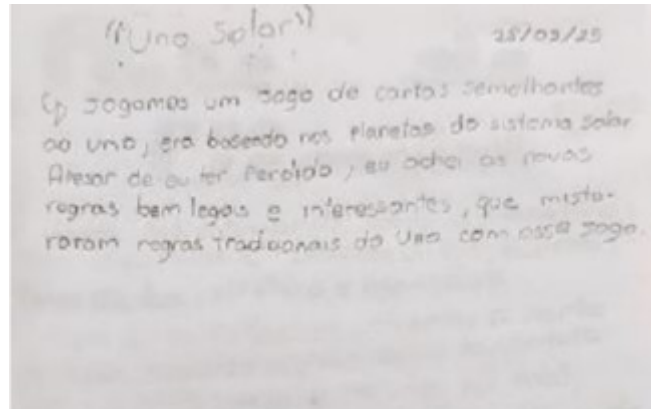 "Uno Solar" 28/03/25
↳ Jogamos um jogo de cartas semelhantes
ao uno, era baseado nos Planetas do sistema solar
Apesar de eu ter Perdido, eu achei as novas
regras bem legais e interessantes, que mistu-
raram regras Tradicionais do Uno com esse Jogo.